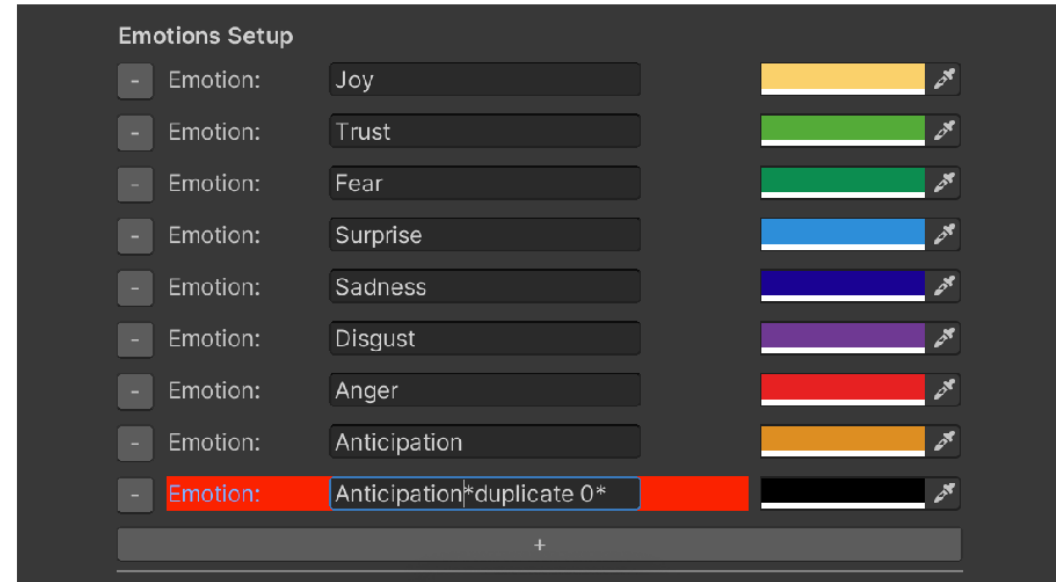 Emotions Setup
- Emotion: Joy
- Emotion: Trust
- Emotion: Fear
- Emotion: Surprise
- Emotion: Sadness
- Emotion: Disgust
- Emotion: Anger
- Emotion: Anticipation
- Emotion: Anticipation*duplicate 0*
+